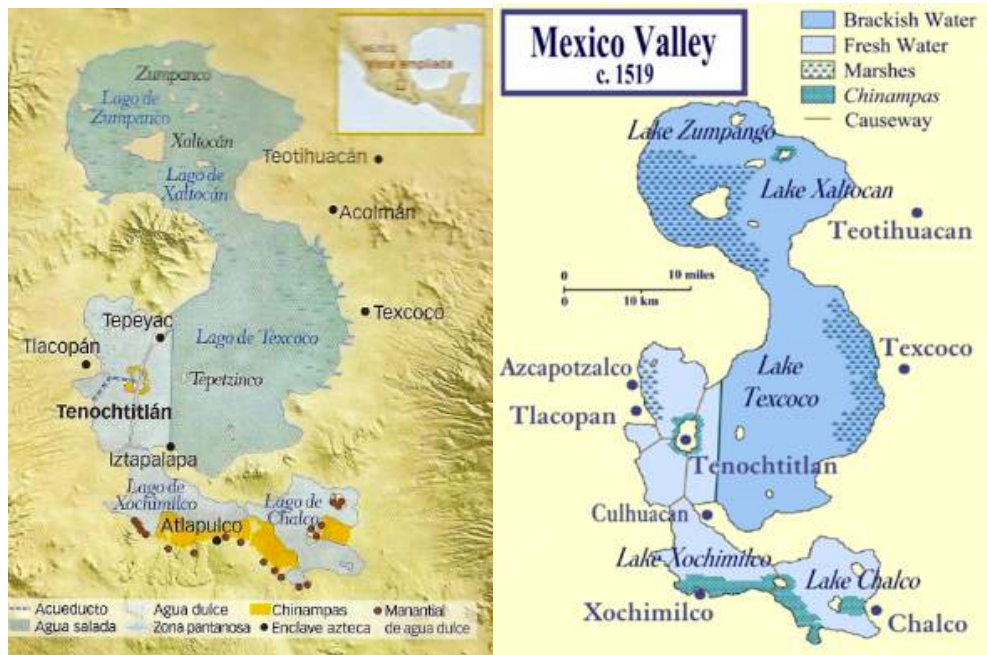 MÉXICO
Vista ampliada
Zumpanco
Lago de
Zumpanco
Xaltocán
Lago de
Xaltocán
Teotihuacán
Acolmán
Texcoco
Tepeyac
Lago de Texcoco
Tlacopán
Tepetzinco
Tenochtitlán
Iztapalapa
Lago de
Xochimilco
Lago de
Chalco
Atlapulco
Acueducto
Agua dulce
Chinampas
Manantial
de agua dulce
Agua salada
Zona pantanosa
Enclave azteca
Mexico Valley
c. 1519
Brackish Water
Fresh Water
Marshes
Chinampas
Causeway
Lake Zumpango
Lake Xaltocan
Teotihuacan
0 10 miles
0 10 km
Texcoco
Azcapotzalco
Lake
Texcoco
Tlacopan
Tenochtitlan
Culhuacan
Lake Xochimilco
Lake Chalco
Xochimilco
Chalco